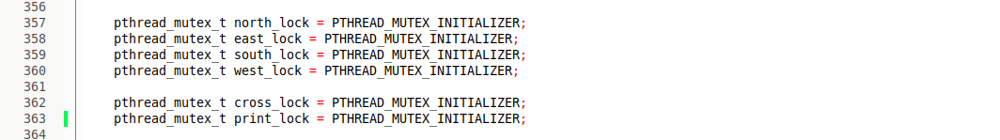 356
357 pthread_mutex_t north_lock = PTHREAD_MUTEX_INITIALIZER;
358 pthread_mutex_t east_lock = PTHREAD_MUTEX_INITIALIZER;
359 pthread_mutex_t south_lock = PTHREAD_MUTEX_INITIALIZER;
360 pthread_mutex_t west_lock = PTHREAD_MUTEX_INITIALIZER;
361
362 pthread_mutex_t cross_lock = PTHREAD_MUTEX_INITIALIZER;
363 pthread_mutex_t print_lock = PTHREAD_MUTEX_INITIALIZER;
364